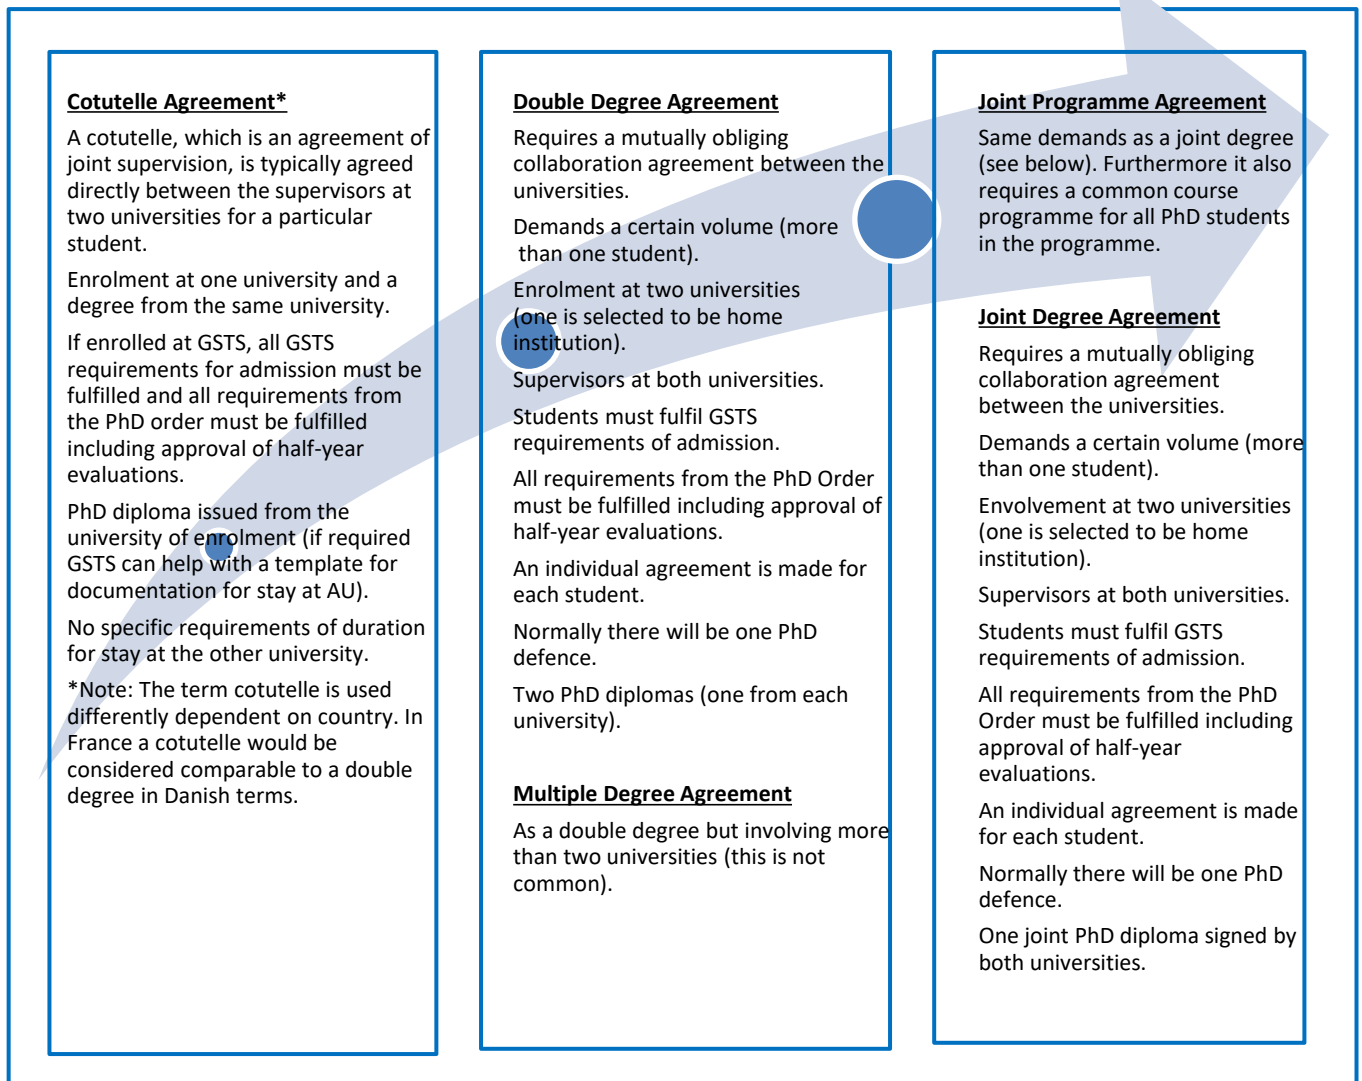 Cotutelle Agreement*
A cotutelle, which is an agreement of
joint supervision, is typically agreed
directly between the supervisors at
two universities for a particular
student.
Enrolment at one university and a
degree from the same university.
If enrolled at GSTS, all GSTS
requirements for admission must be
fulfilled and all requirements from
the PhD order must be fulfilled
including approval of half-year
evaluations.
PhD diploma issued from the
university of enrolment (if required
GSTS can help with a template for
documentation for stay at AU).
No specific requirements of duration
for stay at the other university.
*Note: The term cotutelle is used
differently dependent on country. In
France a cotutelle would be
considered comparable to a double
degree in Danish terms.
Double Degree Agreement
Requires a mutually obliging
collaboration agreement between the
universities.
Demands a certain volume (more
than one student).
Enrolment at two universities
(one is selected to be home
institution).
Supervisors at both universities.
Students must fulfil GSTS
requirements of admission.
All requirements from the PhD Order
must be fulfilled including approval of
half-year evaluations.
An individual agreement is made for
each student.
Normally there will be one PhD
defence.
Two PhD diplomas (one from each
university).
Multiple Degree Agreement
As a double degree but involving more
than two universities (this is not
common).
Joint Programme Agreement
Same demands as a joint degree
(see below). Furthermore it also
requires a common course
programme for all PhD students
in the programme.
Joint Degree Agreement
Requires a mutually obliging
collaboration agreement
between the universities.
Demands a certain volume (more
than one student).
Envolvement at two universities
(one is selected to be home
institution).
Supervisors at both universities.
Students must fulfil GSTS
requirements of admission.
All requirements from the PhD
Order must be fulfilled including
approval of half-year
evaluations.
An individual agreement is made
for each student.
Normally there will be one PhD
defence.
One joint PhD diploma signed by
both universities.